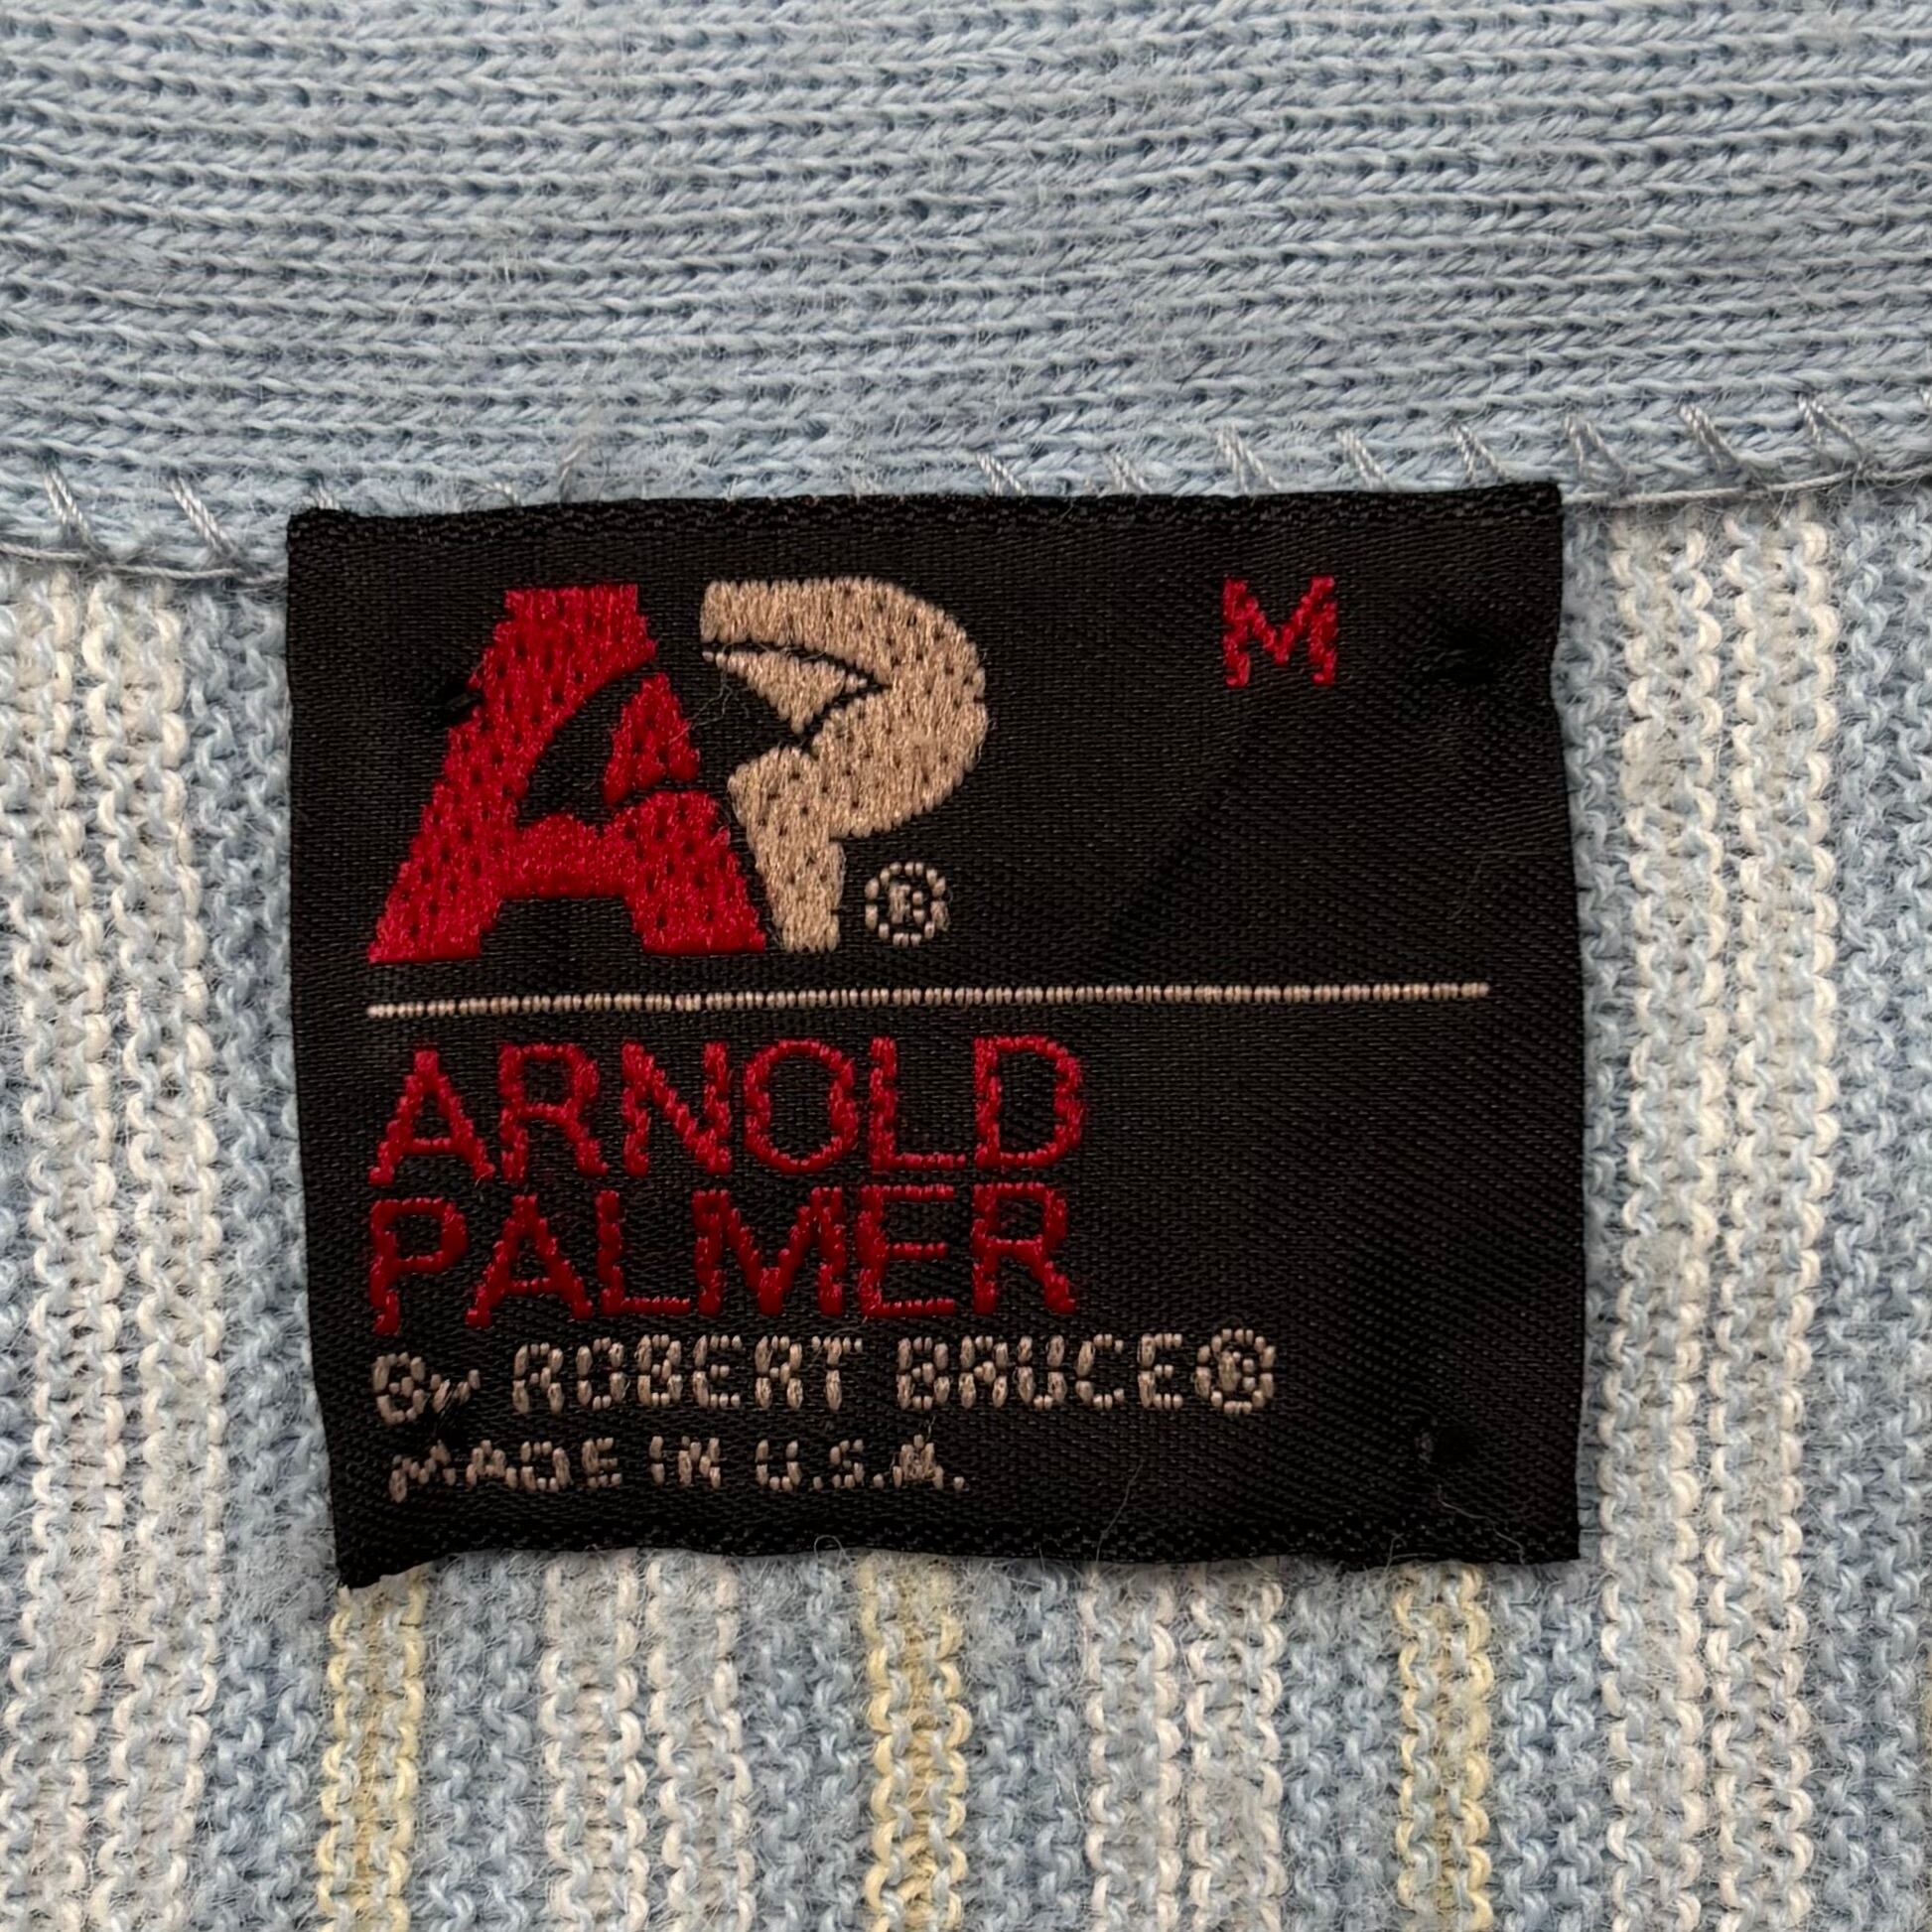 AP® M
ARNOLD
PALMER
By ROBERT BRUCE®
MADE IN U.S.A.